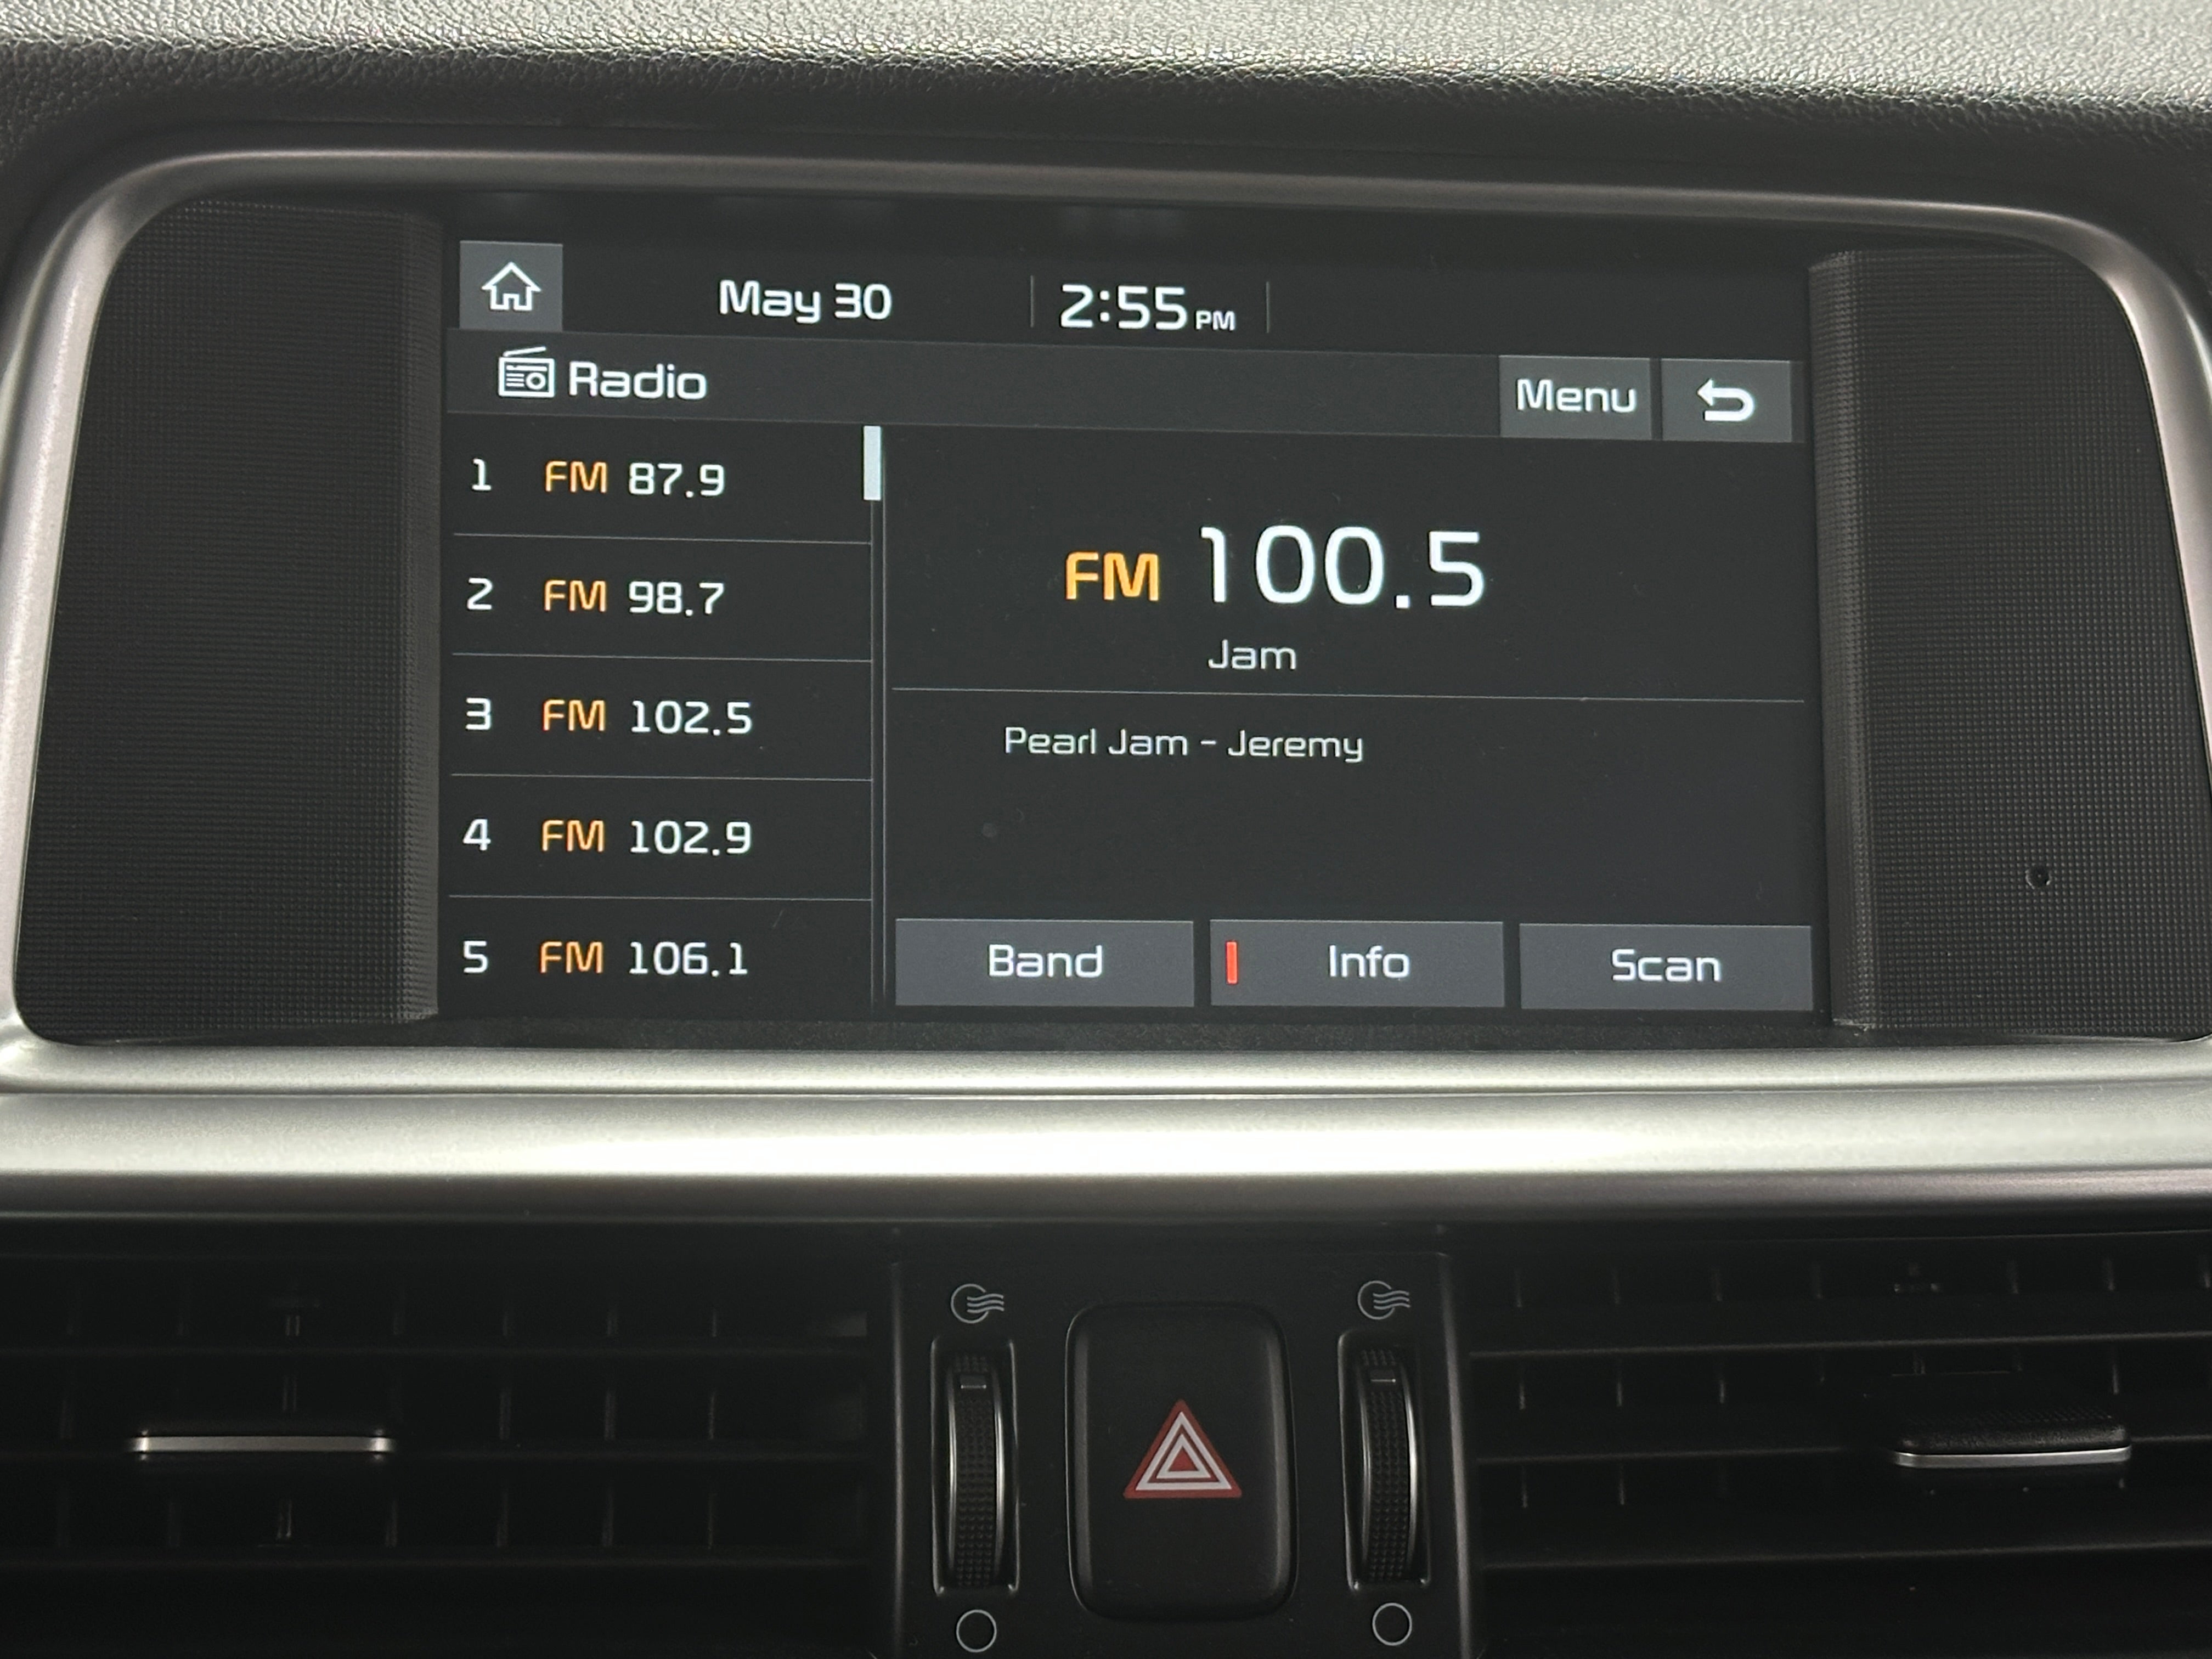 May 30
2:55 PM
Radio
Menu
1 FM 87.9
2 FM 98.7
3 FM 102.5
4 FM 102.9
5 FM 106.1
FM 100.5
Jam
Pearl Jam - Jeremy
Band
Info
Scan